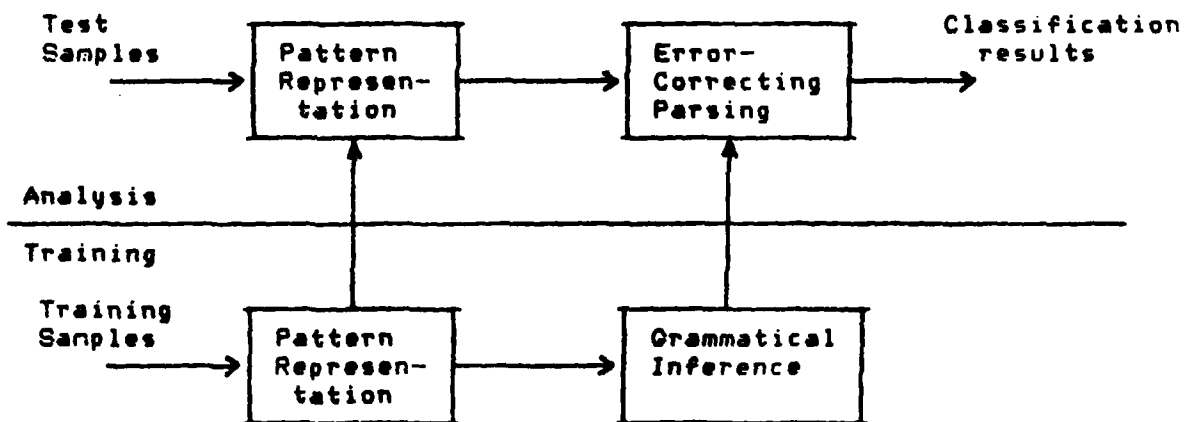 Test
Samples
Pattern
Represen-
tation
Error-
Correcting
Parsing
Classification
results
Analysis
Training
Training
Samples
Pattern
Represen-
tation
Grammatical
Inference